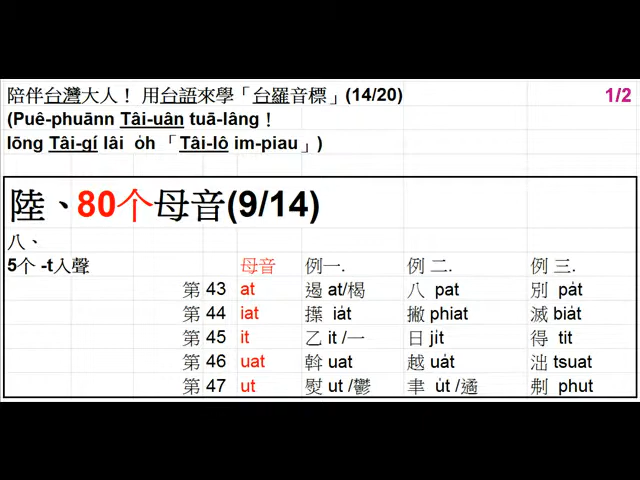 陪伴台灣大人！ 用台語來學「台羅音標」(14/20) 1/2
(Puê-phuānn Tâi-uân tuā-lâng！
lōng Tâi-gí lâi o̍h 「Tâi-lô im-piau」)
陸、80个母音(9/14)
八、
5个 -t入聲 母音 例一. 例 二. 例 三.
第 43 at 遏 at/楬 八 pat 別 pa̍t
第 44 iat 擛 ia̍t 撇 phiat 滅 bia̍t
第 45 it 乙 it /一 日 ji̍t 得 tit
第 46 uat 斡 uat 越 ua̍t 泏 tsuat
第 47 ut 熨 ut /鬱 聿 u̍t /遹 刜 phut